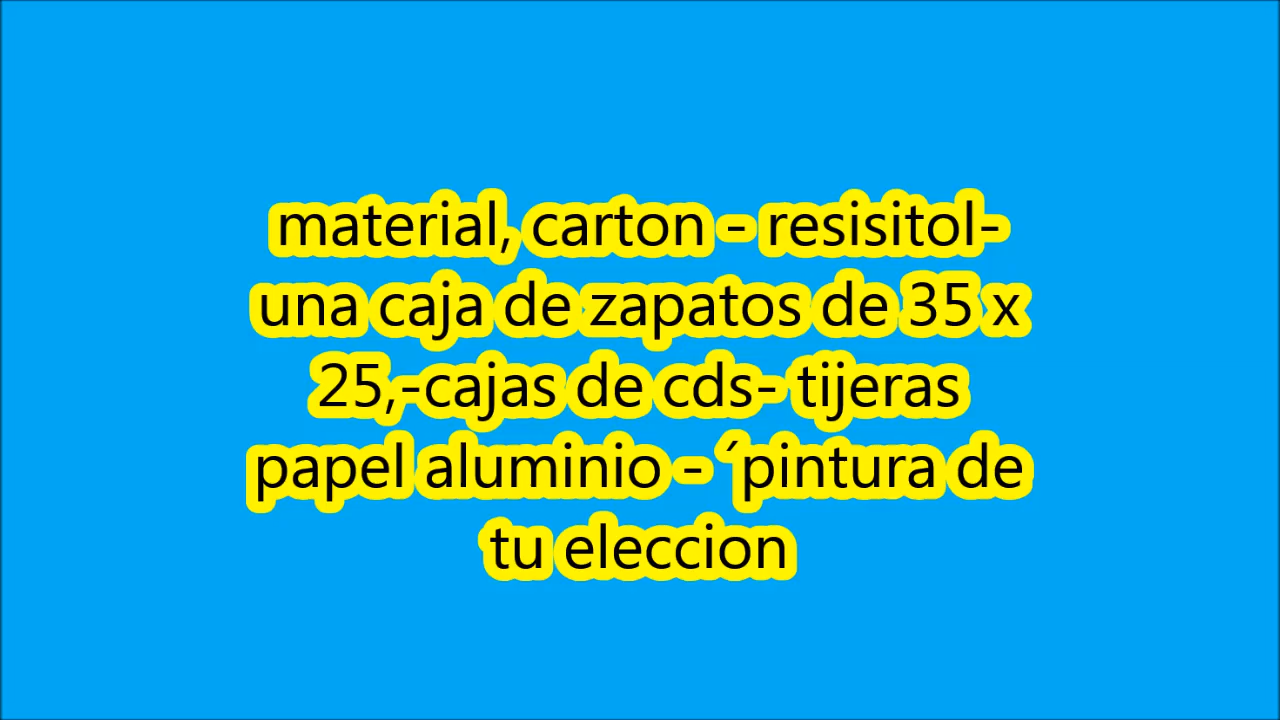 material, carton - resisitol-
una caja de zapatos de 35 x
25,-cajas de cds- tijeras
papel aluminio - ´pintura de
tu eleccion